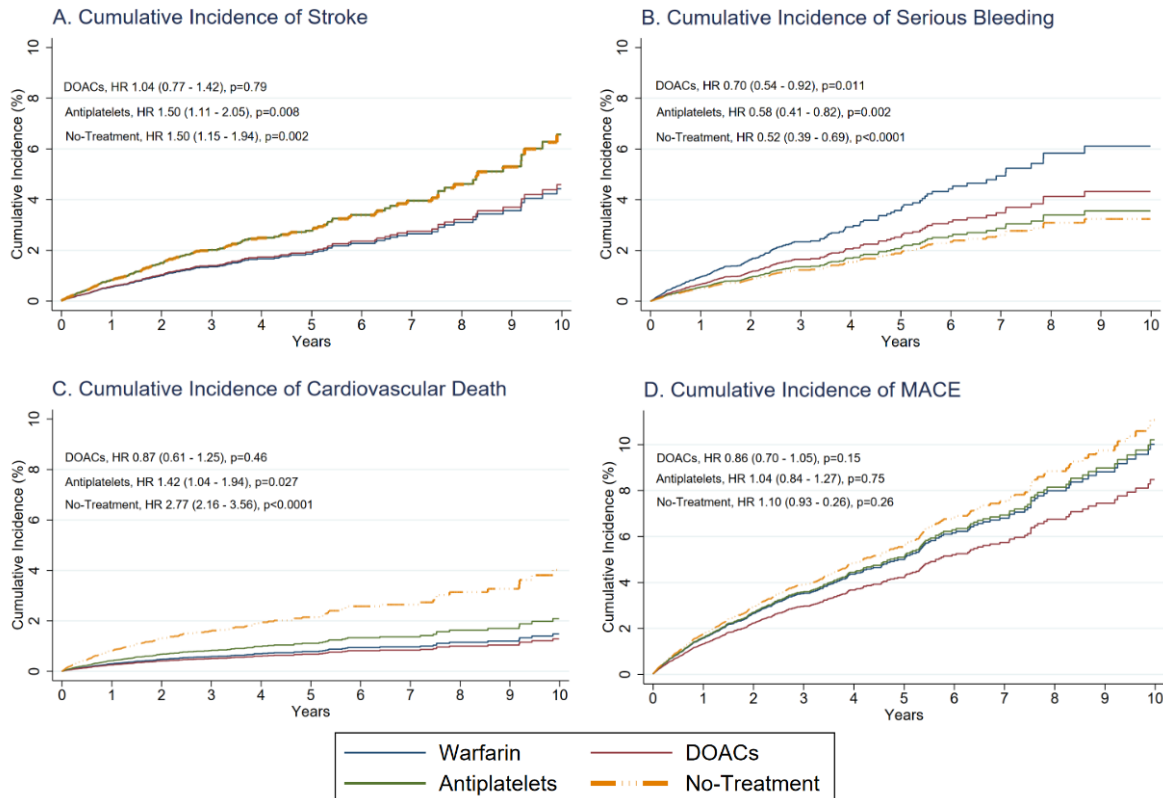 A. Cumulative Incidence of Stroke
Cumulative Incidence (%)
10
8
6
4
2
0
DOACs, HR 1.04 (0.77 - 1.42), p=0.79
Antiplatelets, HR 1.50 (1.11 - 2.05), p=0.008
No-Treatment, HR 1.50 (1.15 - 1.94), p=0.002
0 1 2 3 4 5 6 7 8 9 10
Years
B. Cumulative Incidence of Serious Bleeding
Cumulative Incidence (%)
10
8
6
4
2
0
DOACs, HR 0.70 (0.54 - 0.92), p=0.011
Antiplatelets, HR 0.58 (0.41 - 0.82), p=0.002
No-Treatment, HR 0.52 (0.39 - 0.69), p<0.0001
0 1 2 3 4 5 6 7 8 9 10
Years
C. Cumulative Incidence of Cardiovascular Death
Cumulative Incidence (%)
10
8
6
4
2
0
DOACs, HR 0.87 (0.61 - 1.25), p=0.46
Antiplatelets, HR 1.42 (1.04 - 1.94), p=0.027
No-Treatment, HR 2.77 (2.16 - 3.56), p<0.0001
0 1 2 3 4 5 6 7 8 9 10
Years
D. Cumulative Incidence of MACE
Cumulative Incidence (%)
10
8
6
4
2
0
DOACs, HR 0.86 (0.70 - 1.05), p=0.15
Antiplatelets, HR 1.04 (0.84 - 1.27), p=0.75
No-Treatment, HR 1.10 (0.93 - 0.26), p=0.26
0 1 2 3 4 5 6 7 8 9 10
Years
Warfarin DOACs
Antiplatelets No-Treatment